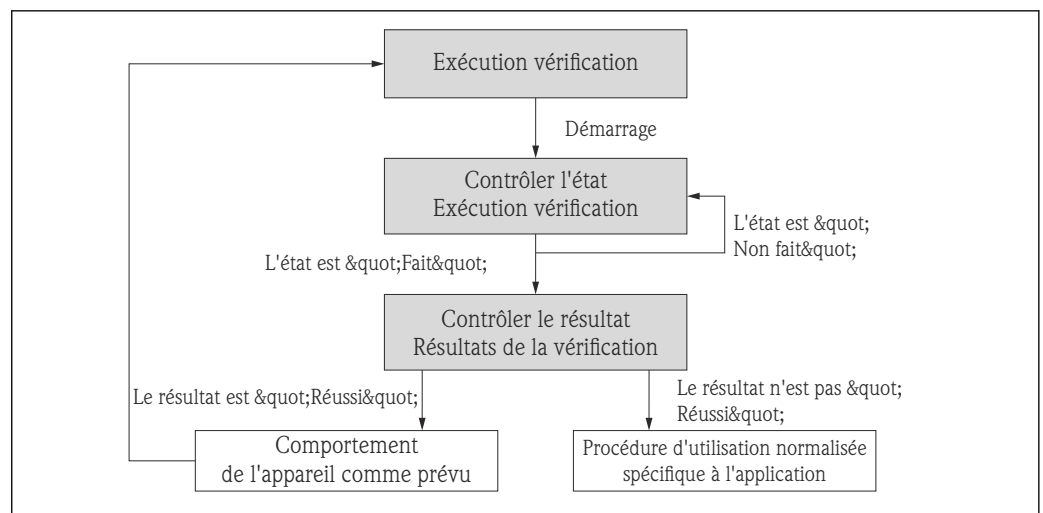 Exécution vérification
Démarrage
Contrôler l'état
Exécution vérification
L'état est &quot;
Non fait&quot;
L'état est &quot;Fait&quot;
Contrôler le résultat
Résultats de la vérification
Le résultat est &quot;Réussi&quot;
Le résultat n'est pas &quot;
Réussi&quot;
Comportement
de l'appareil comme prévu
Procédure d'utilisation normalisée
spécifique à l'application